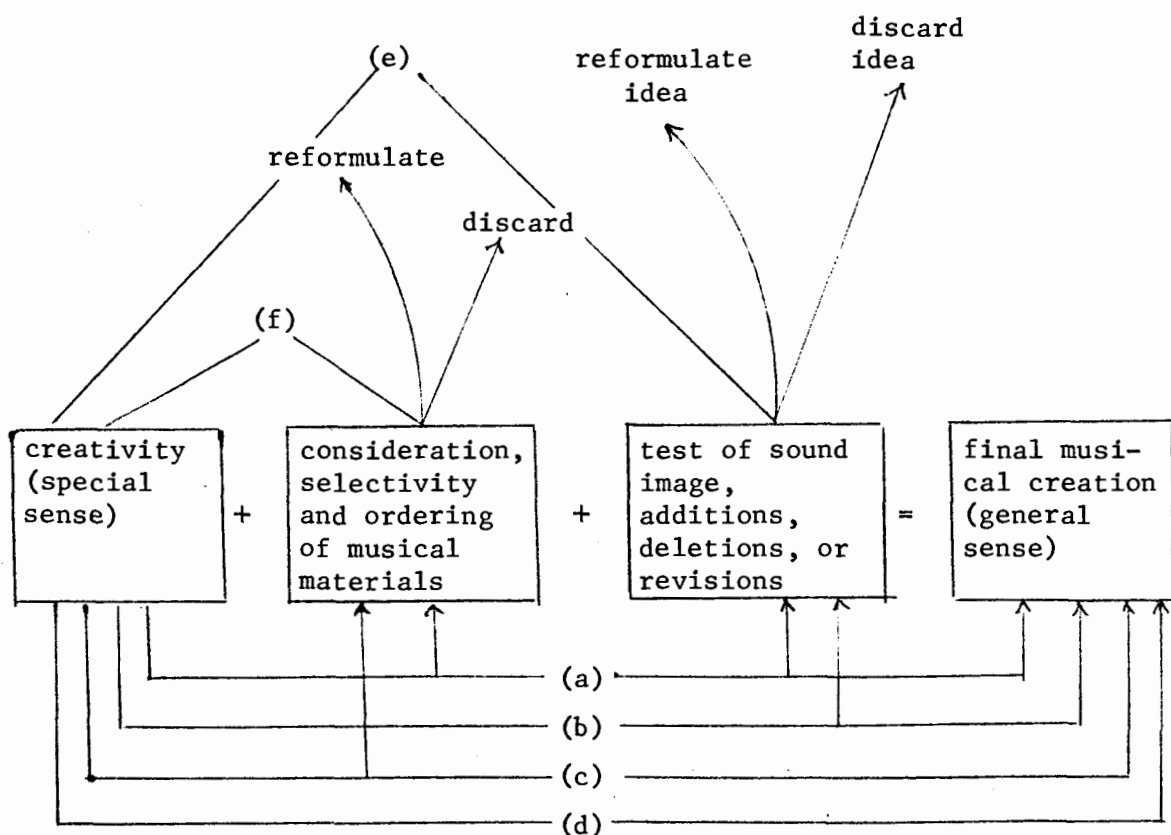 (e)
reformulate
idea
discard
idea
reformulate
discard
(f)
creativity
(special
sense)
+
consideration,
selectivity
and ordering
of musical
materials
+
test of sound
image,
additions,
deletions, or
revisions
=
final musi-
cal creation
(general
sense)
(a)
(b)
(c)
(d)